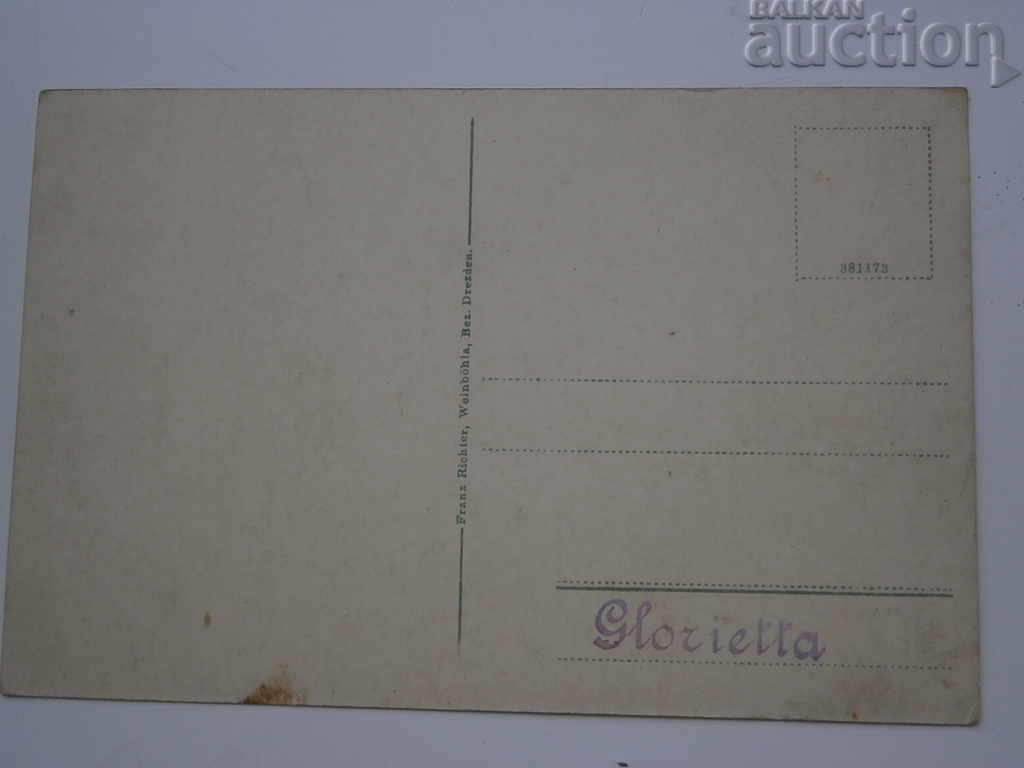 BALKAN
auction
381173
Franz Richter, Weinböhla, Bez. Dresden.
Glorietta